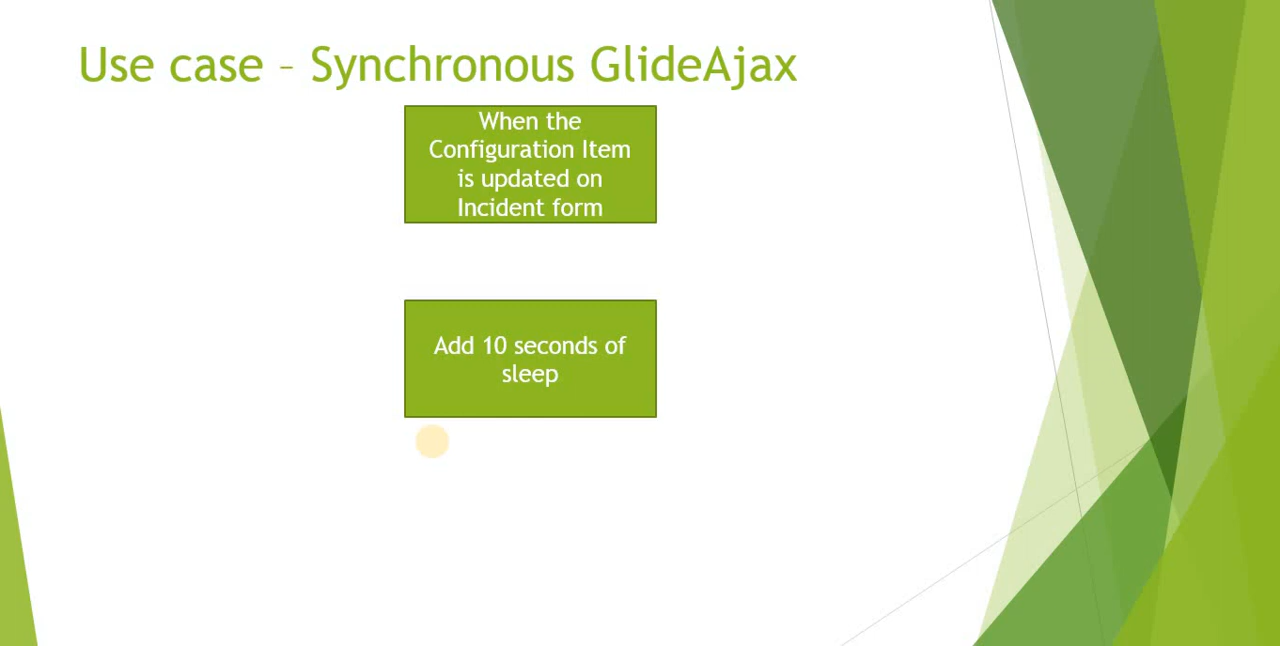 Use case – Synchronous GlideAjax
When the
Configuration Item
is updated on
Incident form
Add 10 seconds of
sleep